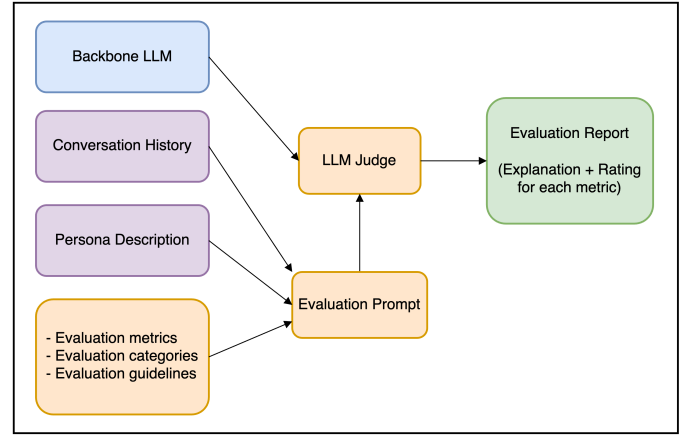 Backbone LLM
Conversation History
Persona Description
- Evaluation metrics
- Evaluation categories
- Evaluation guidelines
LLM Judge
Evaluation Prompt
Evaluation Report
(Explanation + Rating
for each metric)